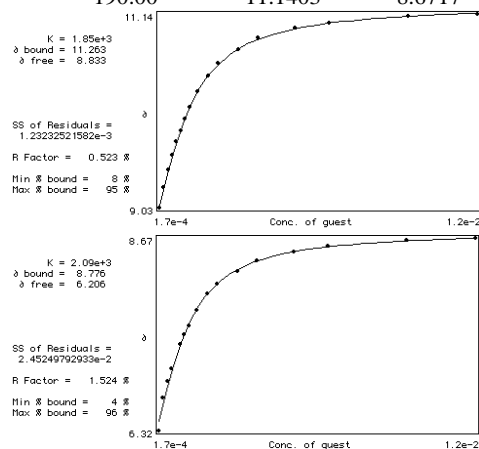 190.00 11.1403 8.6717
11.14
K = 1.85e+3
∂ bound = 11.263
∂ free = 8.833
∂
SS of Residuals =
1.23232521582e-3
R Factor = 0.523 %
Min % bound = 8 %
Max % bound = 95 %
9.03
1.7e-4 Conc. of guest 1.2e-2
8.67
K = 2.09e+3
∂ bound = 8.776
∂ free = 6.206
∂
SS of Residuals =
2.45249792933e-2
R Factor = 1.524 %
Min % bound = 4 %
Max % bound = 96 %
6.32
1.7e-4 Conc. of guest 1.2e-2